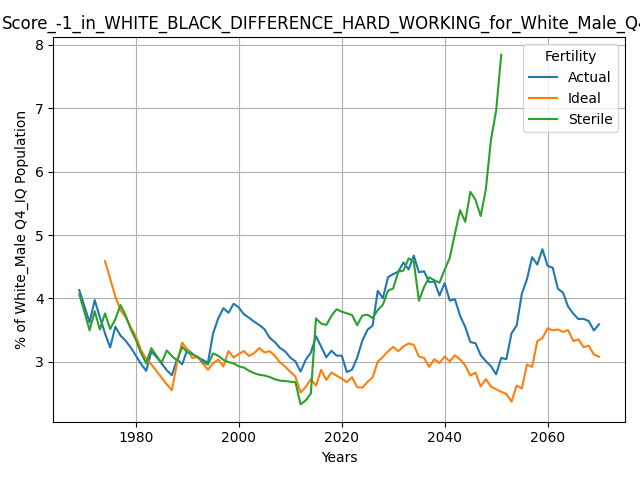 Score_-1_in_WHITE_BLACK_DIFFERENCE_HARD_WORKING_for_White_Male_Q4
Fertility
Actual
Ideal
Sterile
% of White_Male Q4_IQ Population
8
7
6
5
4
3
1980
2000
2020
2040
2060
Years